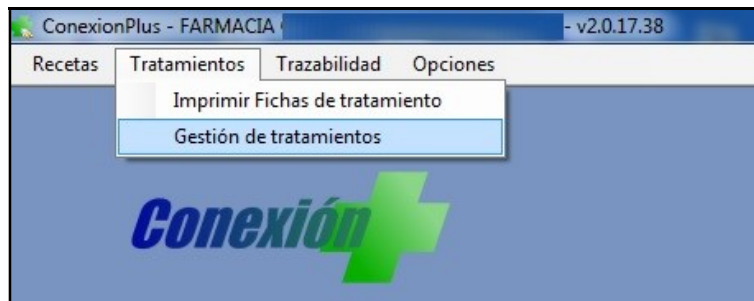 ConexionPlus - FARMACIA - v2.0.17.38
Recetas Tratamientos Trazabilidad Opciones
Imprimir Fichas de tratamiento
Gestión de tratamientos
Conexión